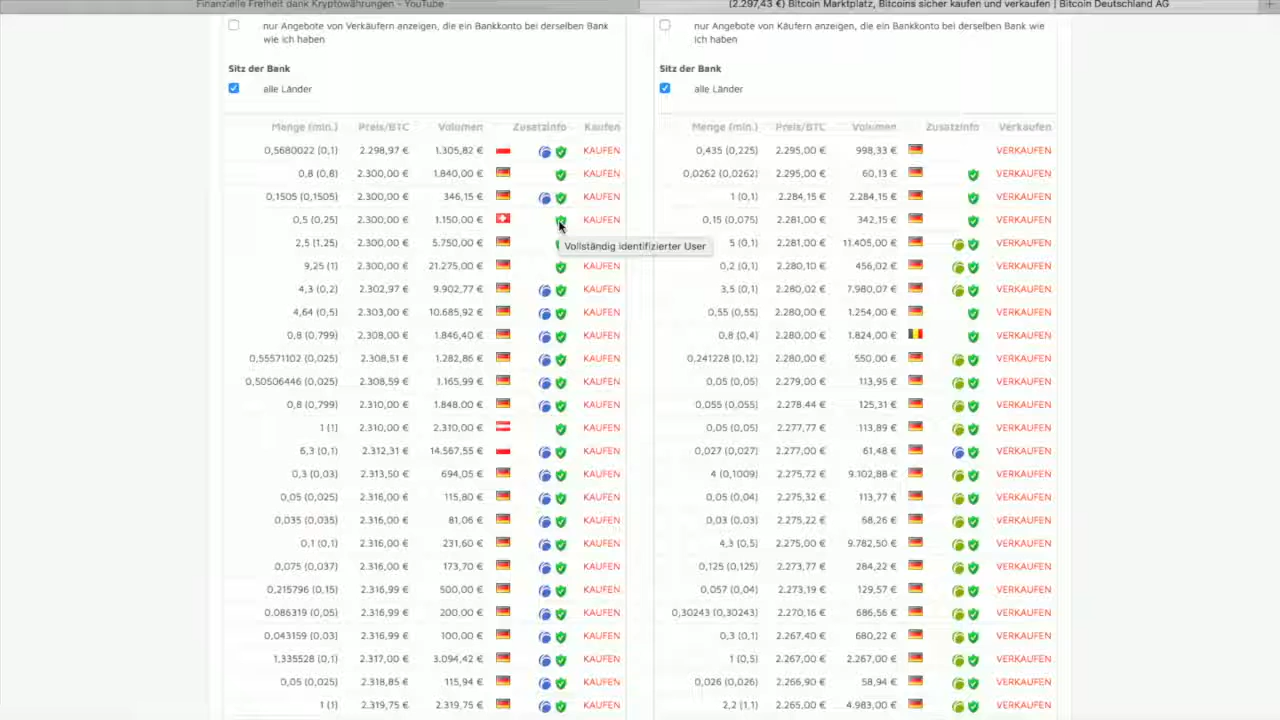 Finanzielle Freiheit dank Kryptowährungen - YouTube
(2.297,43 €) Bitcoin Marktplatz, Bitcoins sicher kaufen und verkaufen | Bitcoin Deutschland AG
nur Angebote von Verkäufern anzeigen, die ein Bankkonto bei derselben Bank
wie ich haben
Sitz der Bank
alle Länder
Menge (min.) Preis/BTC Volumen Zusatzinfo Kaufen
0,5680022 (0,1) 2.298,97 € 1.305,82 € KAUFEN
0,8 (0,8) 2.300,00 € 1.840,00 € KAUFEN
0,1505 (0,1505) 2.300,00 € 346,15 € KAUFEN
0,5 (0,25) 2.300,00 € 1.150,00 € KAUFEN
2,5 (1,25) 2.300,00 € 5.750,00 €
Vollständig identifizierter User
9,25 (1) 2.300,00 € 21.275,00 € KAUFEN
4,3 (0,2) 2.302,97 € 9.902,77 € KAUFEN
4,64 (0,5) 2.303,00 € 10.685,92 € KAUFEN
0,8 (0,799) 2.308,00 € 1.846,40 € KAUFEN
0,55571102 (0,025) 2.308,51 € 1.282,86 € KAUFEN
0,50506446 (0,025) 2.308,59 € 1.165,99 € KAUFEN
0,8 (0,799) 2.310,00 € 1.848,00 € KAUFEN
1 (1) 2.310,00 € 2.310,00 € KAUFEN
6,3 (0,1) 2.312,31 € 14.567,55 € KAUFEN
0,3 (0,03) 2.313,50 € 694,05 € KAUFEN
0,05 (0,025) 2.316,00 € 115,80 € KAUFEN
0,035 (0,035) 2.316,00 € 81,06 € KAUFEN
0,1 (0,1) 2.316,00 € 231,60 € KAUFEN
0,075 (0,037) 2.316,00 € 173,70 € KAUFEN
0,215796 (0,15) 2.316,99 € 500,00 € KAUFEN
0,086319 (0,05) 2.316,99 € 200,00 € KAUFEN
0,043159 (0,03) 2.316,99 € 100,00 € KAUFEN
1,335528 (0,1) 2.317,00 € 3.094,42 € KAUFEN
0,05 (0,025) 2.318,85 € 115,94 € KAUFEN
1 (1) 2.319,75 € 2.319,75 € KAUFEN
nur Angebote von Käufern anzeigen, die ein Bankkonto bei derselben Bank wie
ich haben
Sitz der Bank
alle Länder
Menge (min.) Preis/BTC Volumen Zusatzinfo Verkaufen
0,435 (0,225) 2.295,00 € 998,33 € VERKAUFEN
0,0262 (0,0262) 2.295,00 € 60,13 € VERKAUFEN
1 (0,1) 2.284,15 € 2.284,15 € VERKAUFEN
0,15 (0,075) 2.281,00 € 342,15 € VERKAUFEN
5 (0,1) 2.281,00 € 11.405,00 € VERKAUFEN
0,2 (0,1) 2.280,10 € 456,02 € VERKAUFEN
3,5 (0,1) 2.280,02 € 7.980,07 € VERKAUFEN
0,55 (0,55) 2.280,00 € 1.254,00 € VERKAUFEN
0,8 (0,4) 2.280,00 € 1.824,00 € VERKAUFEN
0,241228 (0,12) 2.280,00 € 550,00 € VERKAUFEN
0,05 (0,05) 2.279,00 € 113,95 € VERKAUFEN
0,055 (0,055) 2.278,44 € 125,31 € VERKAUFEN
0,05 (0,05) 2.277,77 € 113,89 € VERKAUFEN
0,027 (0,027) 2.277,00 € 61,48 € VERKAUFEN
4 (0,1009) 2.275,72 € 9.102,88 € VERKAUFEN
0,05 (0,04) 2.275,32 € 113,77 € VERKAUFEN
0,03 (0,03) 2.275,22 € 68,26 € VERKAUFEN
4,3 (0,5) 2.275,00 € 9.782,50 € VERKAUFEN
0,125 (0,125) 2.273,77 € 284,22 € VERKAUFEN
0,057 (0,04) 2.273,19 € 129,57 € VERKAUFEN
0,30243 (0,30243) 2.270,16 € 686,56 € VERKAUFEN
0,3 (0,1) 2.267,40 € 680,22 € VERKAUFEN
1 (0,5) 2.267,00 € 2.267,00 € VERKAUFEN
0,026 (0,026) 2.266,90 € 58,94 € VERKAUFEN
2,2 (1,1) 2.265,00 € 4.983,00 € VERKAUFEN